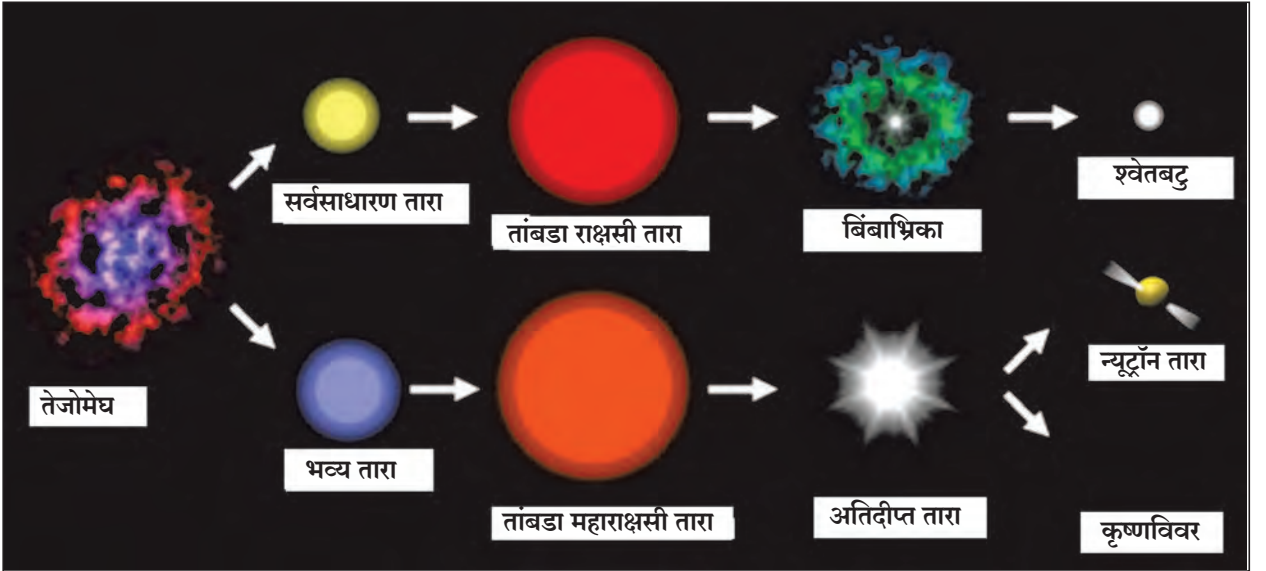 सर्वसाधारण तारा
तांबडा राक्षसी तारा
बिंबाभ्रिका
श्वेतबटु
तेजोमेघ
भव्य तारा
तांबडा महाराक्षसी तारा
अतिदीप्त तारा
न्यूट्रॉन तारा
कृष्णविवर